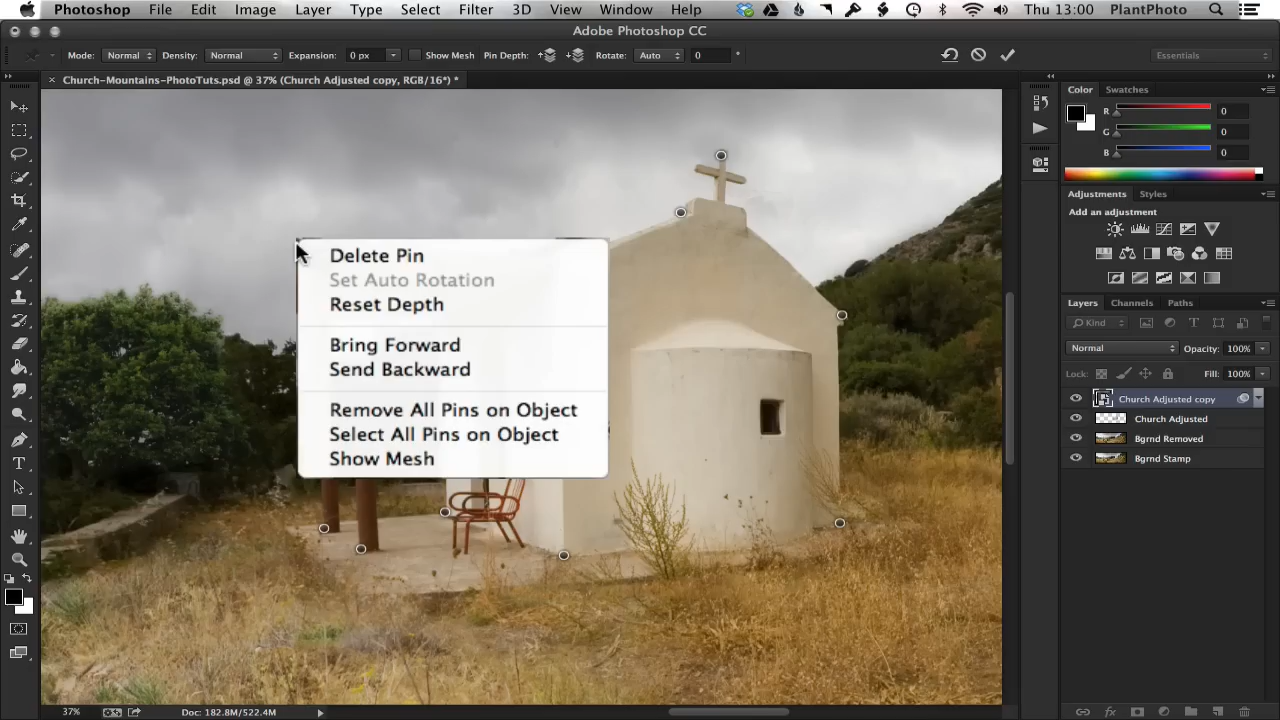 Photoshop File Edit Image Layer Type Select Filter 3D View Window Help Thu 13:00 PlantPhoto
Adobe Photoshop CC
Mode: Normal Density: Normal Expansion: 0 px Show Mesh Pin Depth: Rotate: Auto 0 ° Essentials
× Church-Mountains-PhotoTuts.psd @ 37% (Church Adjusted copy, RGB/16*) *
Color Swatches
R 0
G 0
B 0
Adjustments Styles
Add an adjustment
Delete Pin
Set Auto Rotation
Reset Depth
Bring Forward
Send Backward
Remove All Pins on Object
Select All Pins on Object
Show Mesh
Layers Channels Paths
Kind
Normal Opacity: 100%
Lock: Fill: 100%
Church Adjusted copy
Church Adjusted
Bgrnd Removed
Bgrnd Stamp
fx
37% Doc: 182.8M/522.4M